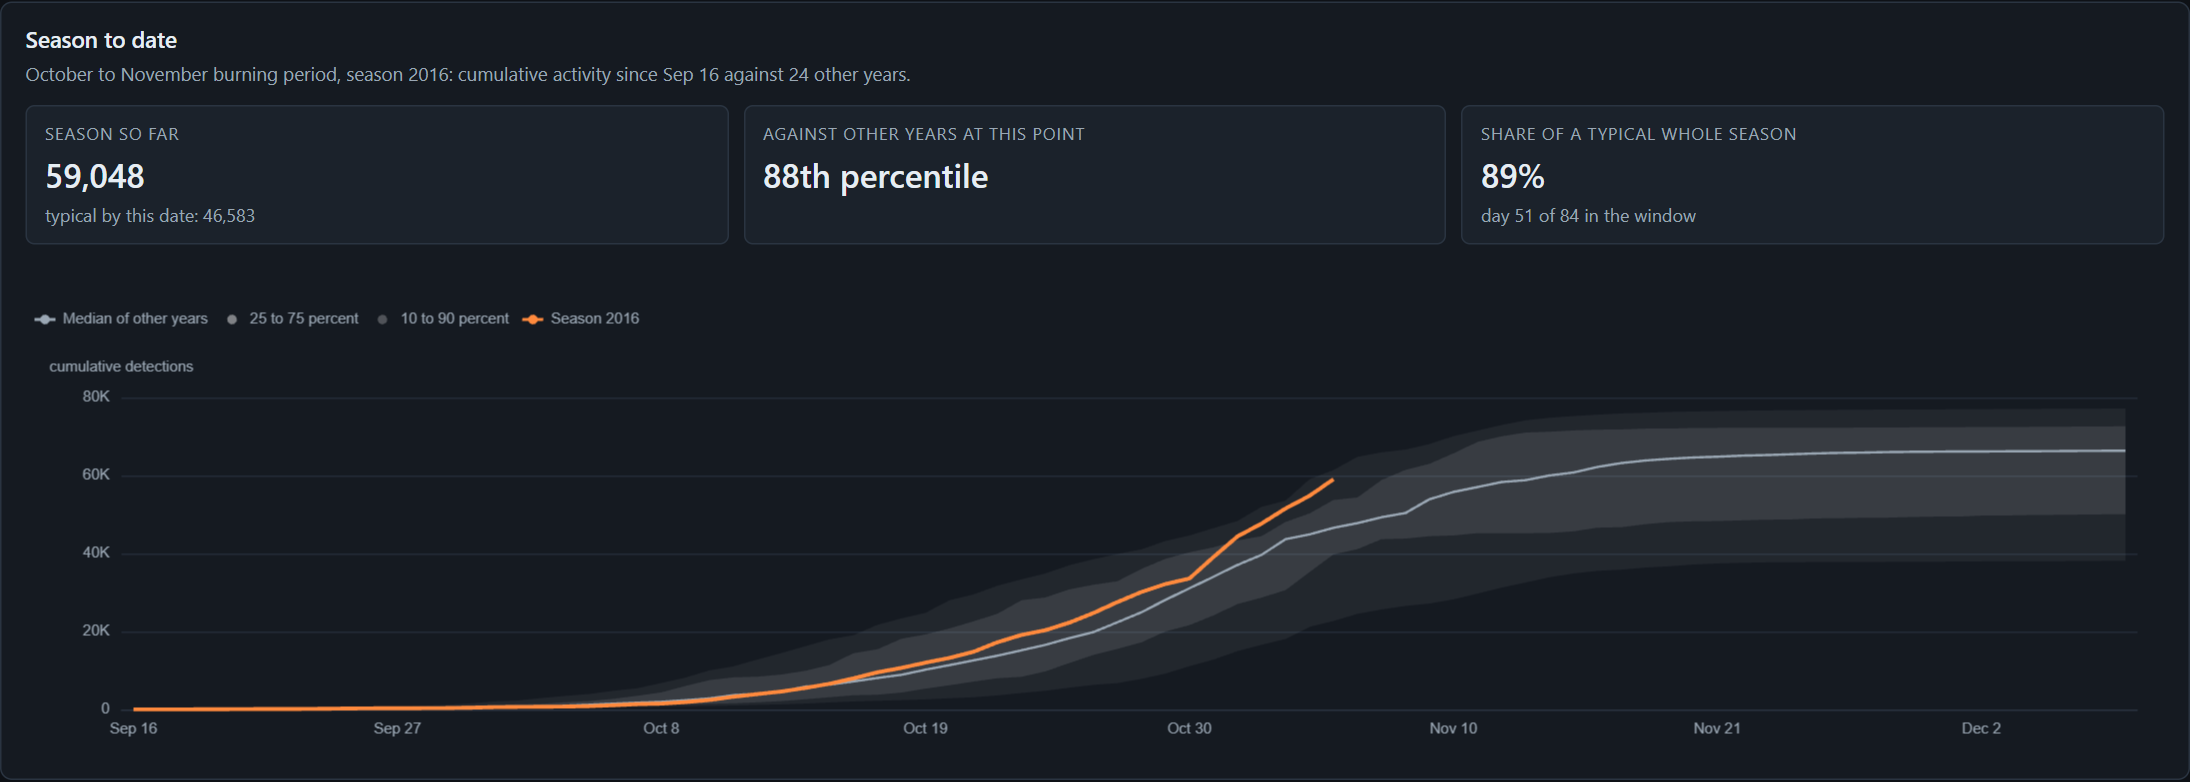 Season to date
October to November burning period, season 2016: cumulative activity since Sep 16 against 24 other years.
SEASON SO FAR
59,048
typical by this date: 46,583
AGAINST OTHER YEARS AT THIS POINT
88th percentile
SHARE OF A TYPICAL WHOLE SEASON
89%
day 51 of 84 in the window
Median of other years 25 to 75 percent 10 to 90 percent Season 2016
cumulative detections
80K
60K
40K
20K
0
Sep 16 Sep 27 Oct 8 Oct 19 Oct 30 Nov 10 Nov 21 Dec 2